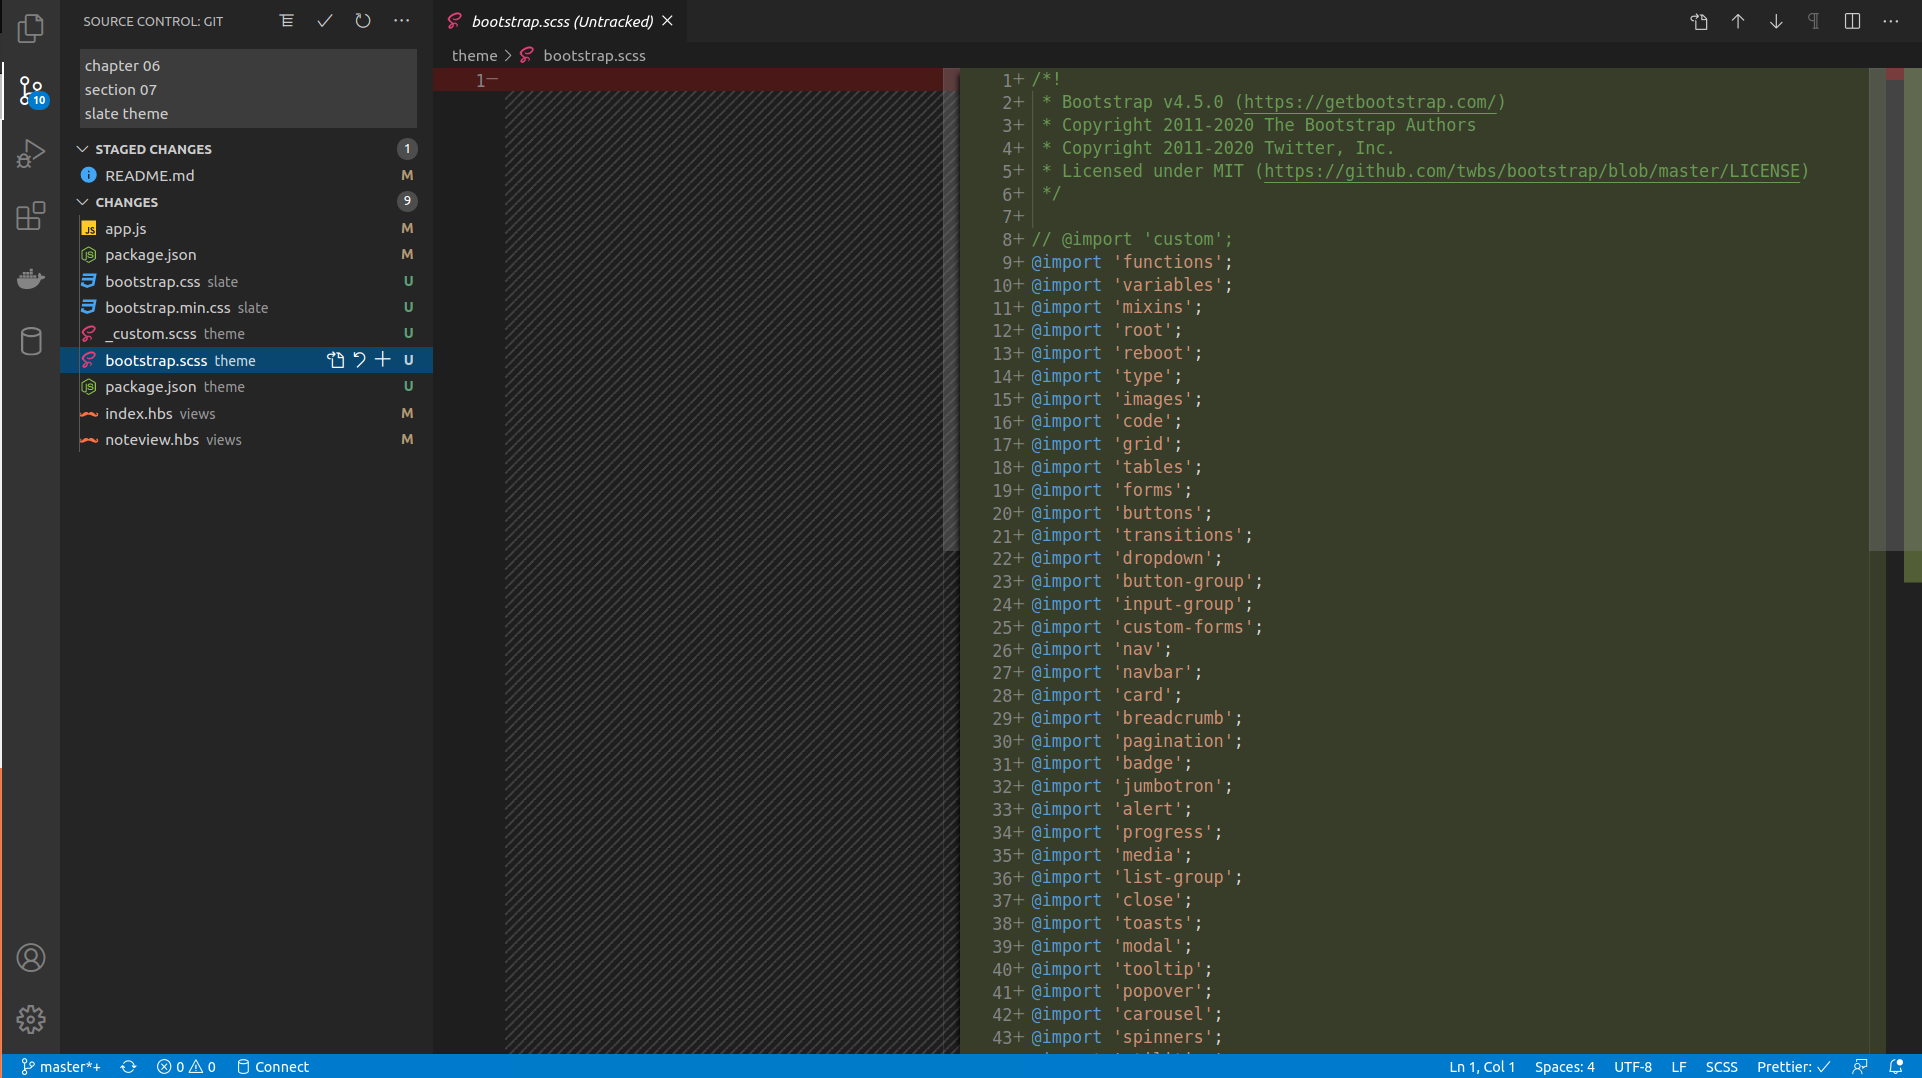 SOURCE CONTROL: GIT
chapter 06
section 07
slate theme
STAGED CHANGES 1
README.md M
CHANGES 9
10
app.js M
package.json M
bootstrap.css slate U
bootstrap.min.css slate U
_custom.scss theme U
bootstrap.scss theme U
package.json theme U
index.hbs views M
noteview.hbs views M
bootstrap.scss (Untracked)
theme > bootstrap.scss
1—
1+ /*!
2+ * Bootstrap v4.5.0 (https://getbootstrap.com/)
3+ * Copyright 2011-2020 The Bootstrap Authors
4+ * Copyright 2011-2020 Twitter, Inc.
5+ * Licensed under MIT (https://github.com/twbs/bootstrap/blob/master/LICENSE)
6+ */
7+
8+ // @import 'custom';
9+ @import 'functions';
10+ @import 'variables';
11+ @import 'mixins';
12+ @import 'root';
13+ @import 'reboot';
14+ @import 'type';
15+ @import 'images';
16+ @import 'code';
17+ @import 'grid';
18+ @import 'tables';
19+ @import 'forms';
20+ @import 'buttons';
21+ @import 'transitions';
22+ @import 'dropdown';
23+ @import 'button-group';
24+ @import 'input-group';
25+ @import 'custom-forms';
26+ @import 'nav';
27+ @import 'navbar';
28+ @import 'card';
29+ @import 'breadcrumb';
30+ @import 'pagination';
31+ @import 'badge';
32+ @import 'jumbotron';
33+ @import 'alert';
34+ @import 'progress';
35+ @import 'media';
36+ @import 'list-group';
37+ @import 'close';
38+ @import 'toasts';
39+ @import 'modal';
40+ @import 'tooltip';
41+ @import 'popover';
42+ @import 'carousel';
43+ @import 'spinners';
master*+ 0 0 Connect Ln 1, Col 1 Spaces: 4 UTF-8 LF SCSS Prettier: ✓